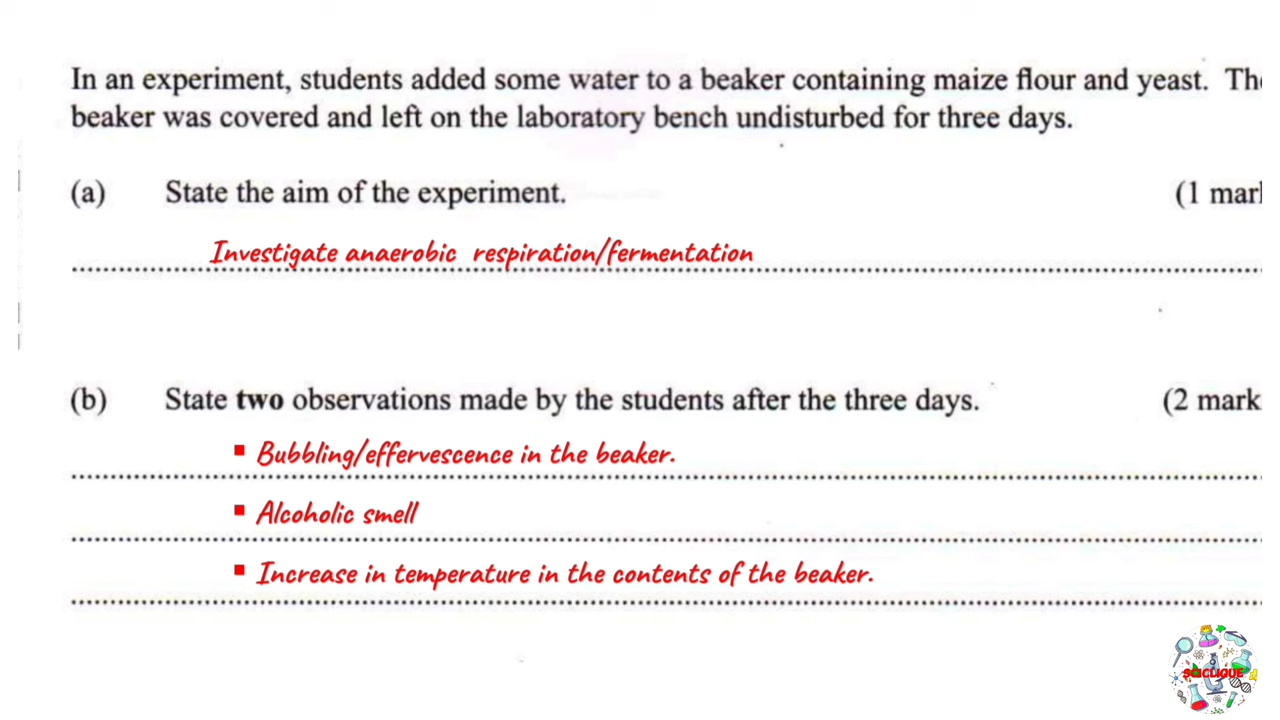 In an experiment, students added some water to a beaker containing maize flour and yeast. The
beaker was covered and left on the laboratory bench undisturbed for three days.
(a) State the aim of the experiment. (1 mark
Investigate anaerobic respiration/fermentation
(b) State two observations made by the students after the three days. (2 mark
▪ Bubbling/effervescence in the beaker.
▪ Alcoholic smell
▪ Increase in temperature in the contents of the beaker.
SCICLIQUE